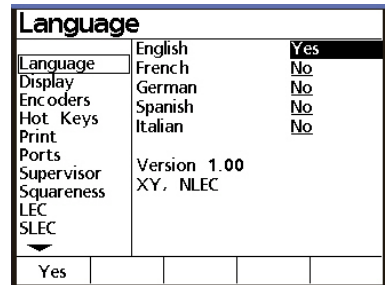 Language
Language
Display
Encoders
Hot Keys
Print
Ports
Supervisor
Squareness
LEC
SLEC
English Yes
French No
German No
Spanish No
Italian No
Version 1.00
XY, NLEC
Yes